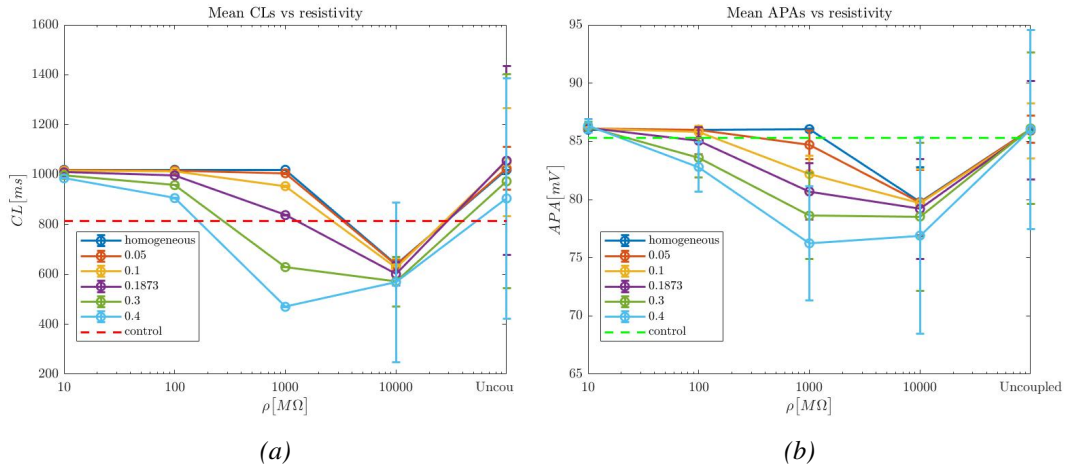 Mean CLs vs resistivity
1600
1400
1200
1000
800
600
400
200
CL[ms]
homogeneous
0.05
0.1
0.1873
0.3
0.4
control
10
100
1000
10000
Uncou
ρ[MΩ]
(a)
Mean APAs vs resistivity
95
90
85
80
75
70
65
APA[mV]
homogeneous
0.05
0.1
0.1873
0.3
0.4
control
10
100
1000
10000
Uncoupled
ρ[MΩ]
(b)